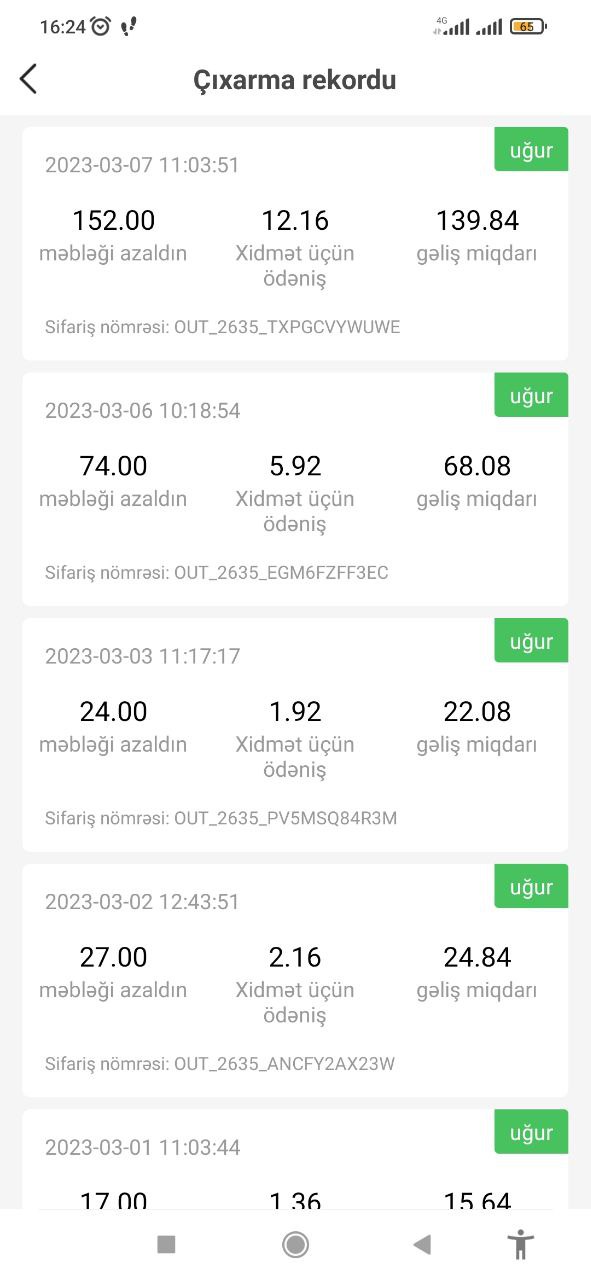 16:24
4G
65
Çıxarma rekordu
uğur
2023-03-07 11:03:51
152.00 12.16 139.84
məbləği azaldın Xidmət üçün ödəniş gəliş miqdarı
Sifariş nömrəsi: OUT_2635_TXPGCVYWUWE
uğur
2023-03-06 10:18:54
74.00 5.92 68.08
məbləği azaldın Xidmət üçün ödəniş gəliş miqdarı
Sifariş nömrəsi: OUT_2635_EGM6FZFF3EC
uğur
2023-03-03 11:17:17
24.00 1.92 22.08
məbləği azaldın Xidmət üçün ödəniş gəliş miqdarı
Sifariş nömrəsi: OUT_2635_PV5MSQ84R3M
uğur
2023-03-02 12:43:51
27.00 2.16 24.84
məbləği azaldın Xidmət üçün ödəniş gəliş miqdarı
Sifariş nömrəsi: OUT_2635_ANCFY2AX23W
uğur
2023-03-01 11:03:44
17.00 1.36 15.64